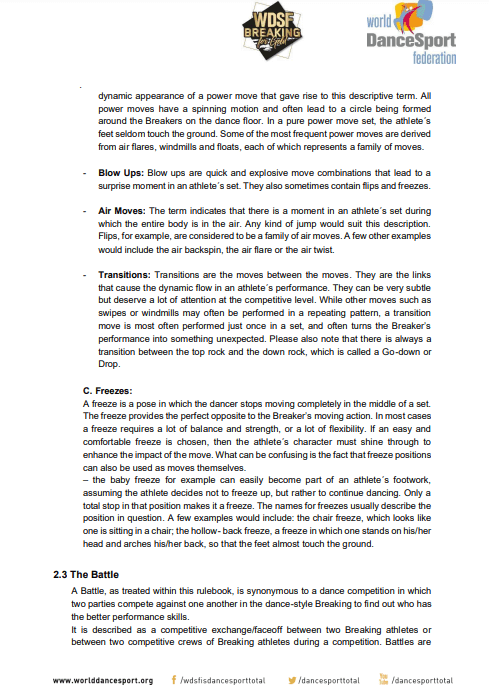 WDSF
BREAKING
for Gold
world
DanceSport
federation
dynamic appearance of a power move that gave rise to this descriptive term. All
power moves have a spinning motion and often lead to a circle being formed
around the Breakers on the dance floor. In a pure power move set, the athlete´s
feet seldom touch the ground. Some of the most frequent power moves are derived
from air flares, windmills and floats, each of which represents a family of moves.
- Blow Ups: Blow ups are quick and explosive move combinations that lead to a
surprise moment in an athlete´s set. They also sometimes contain flips and freezes.
- Air Moves: The term indicates that there is a moment in an athlete´s set during
which the entire body is in the air. Any kind of jump would suit this description.
Flips, for example, are considered to be a family of air moves. A few other examples
would include the air backspin, the air flare or the air twist.
- Transitions: Transitions are the moves between the moves. They are the links
that cause the dynamic flow in an athlete´s performance. They can be very subtle
but deserve a lot of attention at the competitive level. While other moves such as
swipes or windmills may often be performed in a repeating pattern, a transition
move is most often performed just once in a set, and often turns the Breaker's
performance into something unexpected. Please also note that there is always a
transition between the top rock and the down rock, which is called a Go-down or
Drop.
C. Freezes:
A freeze is a pose in which the dancer stops moving completely in the middle of a set.
The freeze provides the perfect opposite to the Breaker's moving action. In most cases
a freeze requires a lot of balance and strength, or a lot of flexibility. If an easy and
comfortable freeze is chosen, then the athlete´s character must shine through to
enhance the impact of the move. What can be confusing is the fact that freeze positions
can also be used as moves themselves.
– the baby freeze for example can easily become part of an athlete´s footwork,
assuming the athlete decides not to freeze up, but rather to continue dancing. Only a
total stop in that position makes it a freeze. The names for freezes usually describe the
position in question. A few examples would include: the chair freeze, which looks like
one is sitting in a chair; the hollow- back freeze, a freeze in which one stands on his/her
head and arches his/her back, so that the feet almost touch the ground.
2.3 The Battle
A Battle, as treated within this rulebook, is synonymous to a dance competition in which
two parties compete against one another in the dance-style Breaking to find out who has
the better performance skills.
It is described as a competitive exchange/faceoff between two Breaking athletes or
between two competitive crews of Breaking athletes during a competition. Battles are
www.worlddancesport.org f /wdsfisdancesporttotal /dancesporttotal /dancesporttotal